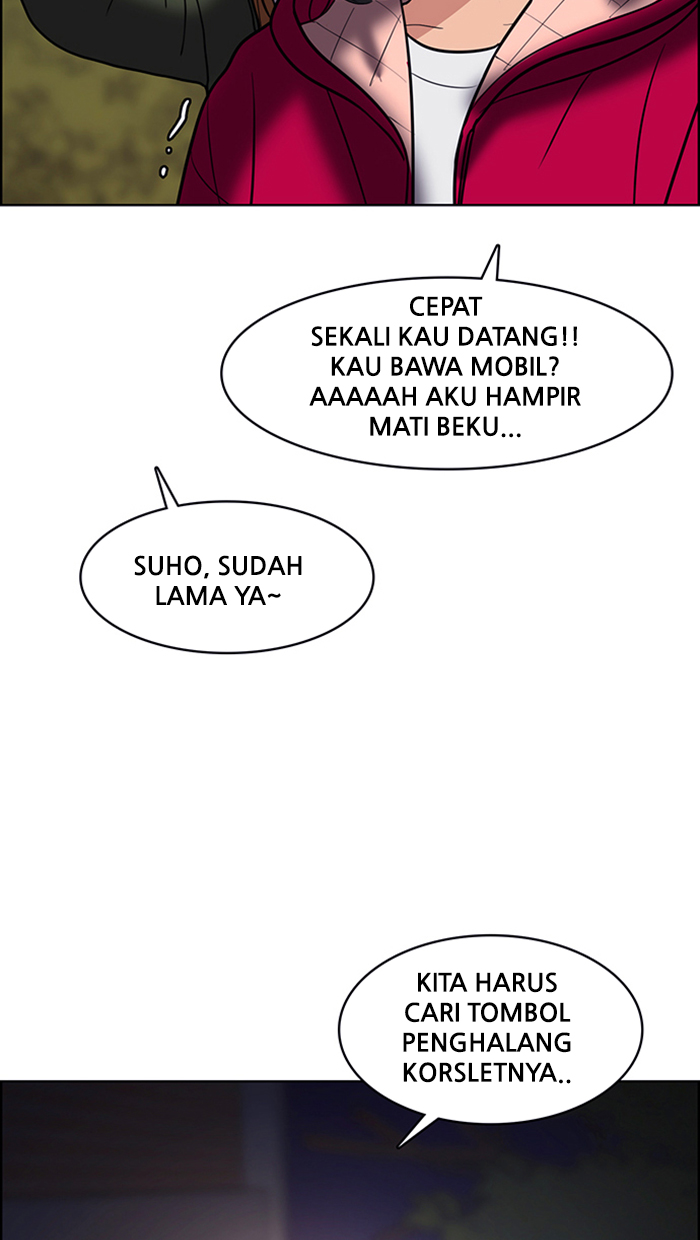 CEPAT
SEKALI KAU DATANG!!
KAU BAWA MOBIL?
AAAAAH AKU HAMPIR
MATI BEKU...
SUHO, SUDAH
LAMA YA~
KITA HARUS
CARI TOMBOL
PENGHALANG
KORSLETNYA..